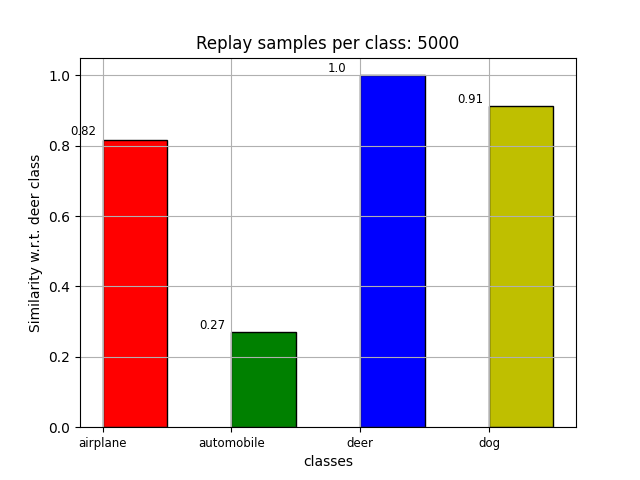 Replay samples per class: 5000
Similarity w.r.t. deer class
1.0
0.8
0.6
0.4
0.2
0.0
0.82
0.27
1.0
0.91
airplane
automobile
deer
dog
classes